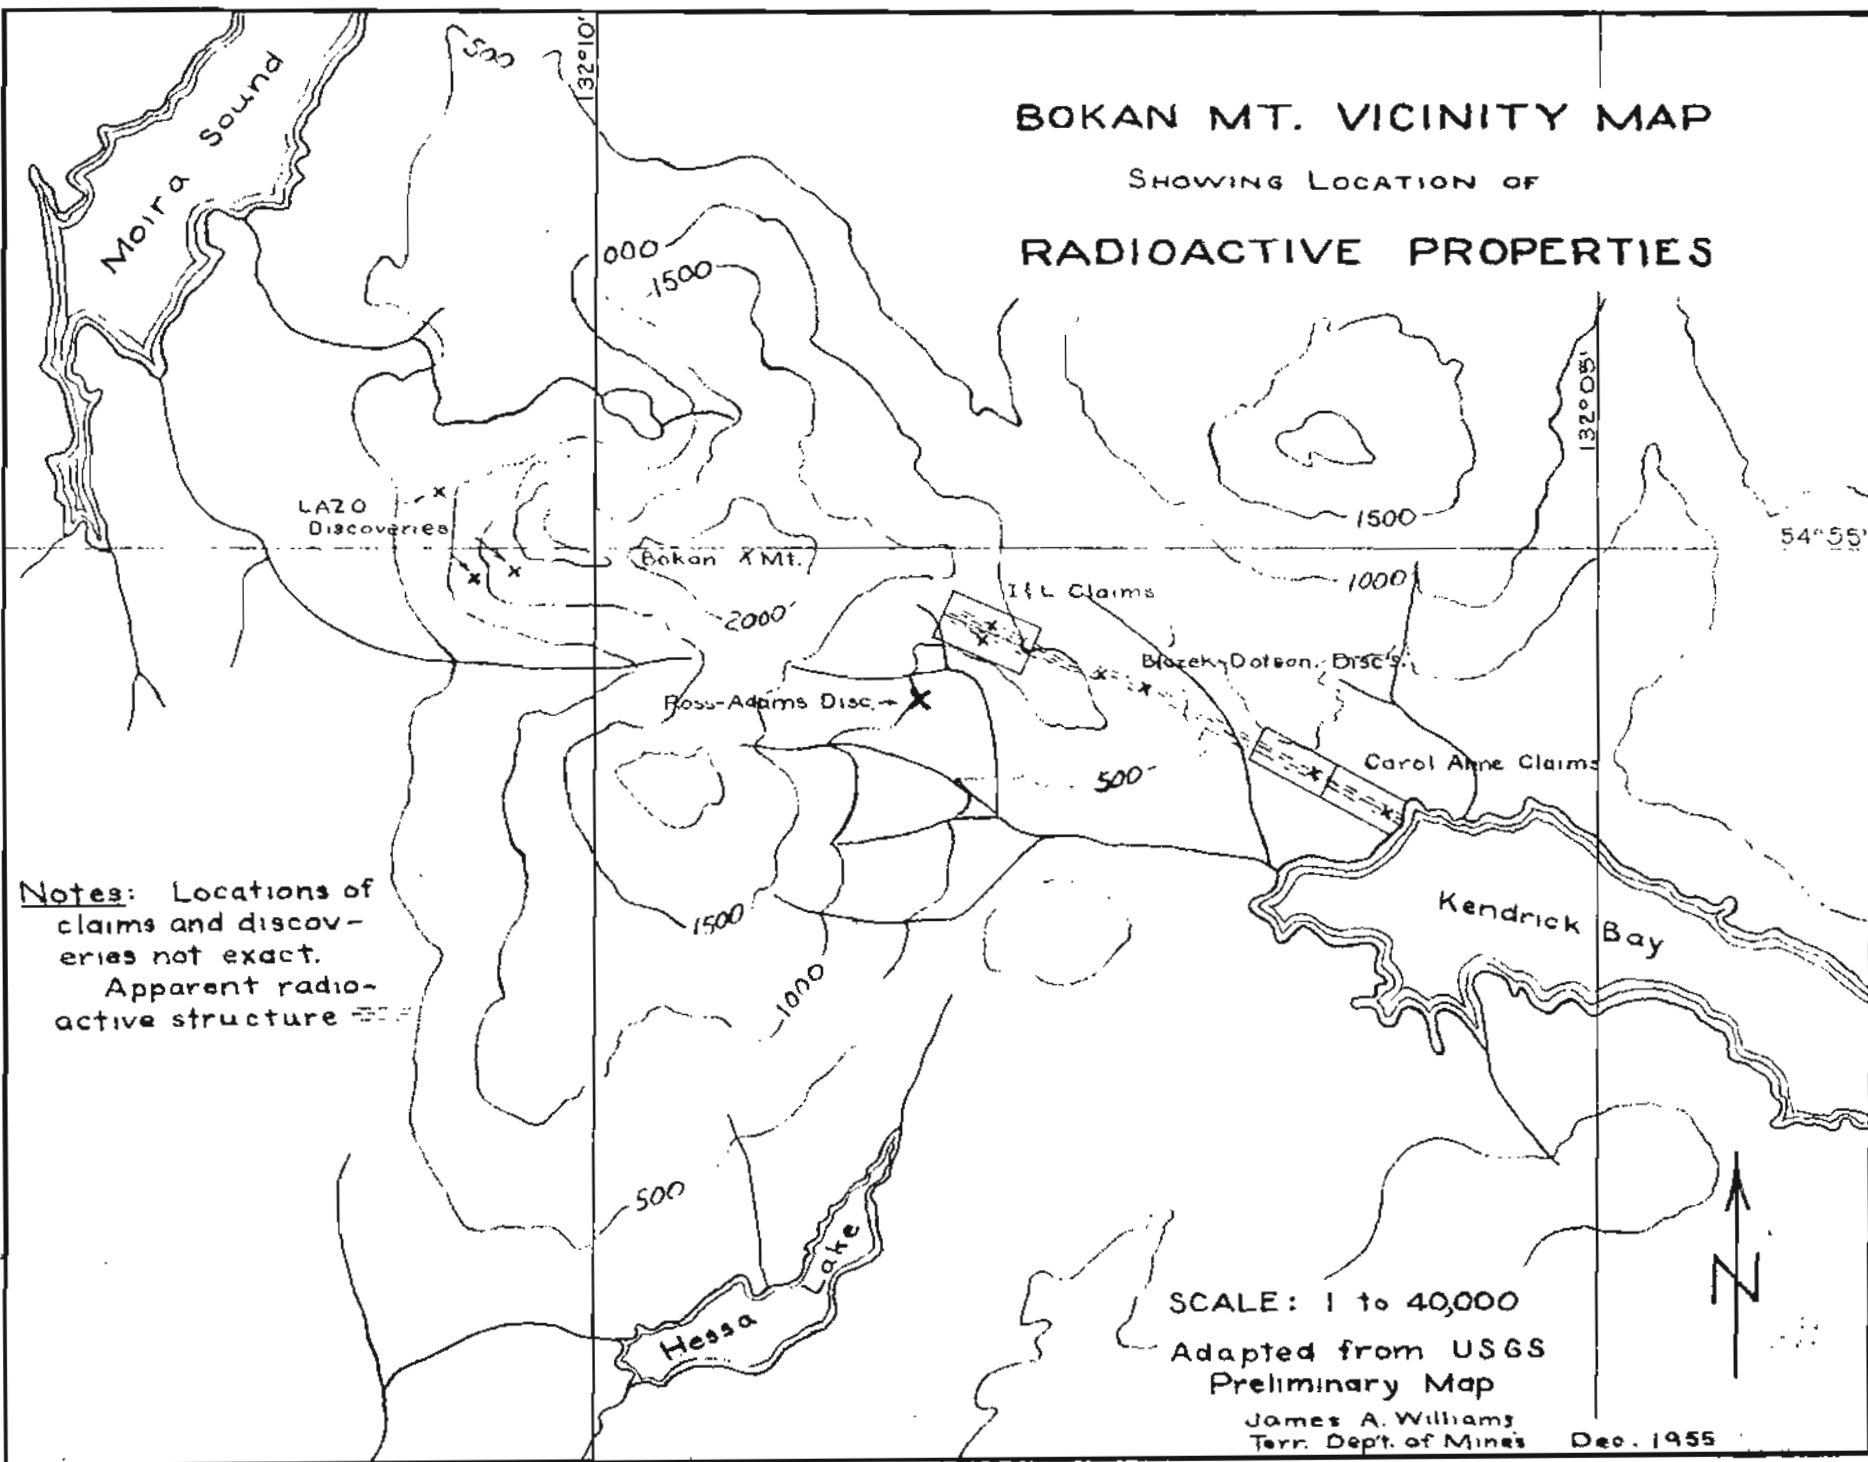 BOKAN MT. VICINITY MAP
SHOWING LOCATION OF
RADIOACTIVE PROPERTIES
Moira Sound
500
132°10'
000
1500
132°05'
1500
54°55'
LAZO
Discoveries
Bokan X Mt.
1000
I&L Claims
2000
Blazek-Dotson Disc's.
Ross-Adams Disc.
Carol Anne Claims
500
Notes: Locations of
claims and discov-
eries not exact.
Apparent radio-
active structure
1500
Kendrick Bay
1000
500
Hessa Lake
N
SCALE: 1 to 40,000
Adapted from USGS
Preliminary Map
James A. Williams
Terr. Dep't. of Mines Dec. 1955